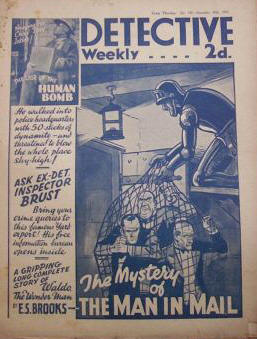 DETECTIVE
Weekly .... 2d.
THE CASE OF THE
HUMAN
BOMB
He walked into
police headquarters
with 50 sticks of
dynamite — and
threatened to blow
the whole place
sky-high!
ASK EX-DET.
INSPECTOR
BRUST
Bring your
crime queries to
this famous Yard
expert! His free
information bureau
opens inside
A GRIPPING
LONG COMPLETE
STORY OF Waldo
The Wonder Man
BY E.S. BROOKS—
The Mystery
of
THE MAN IN MAIL